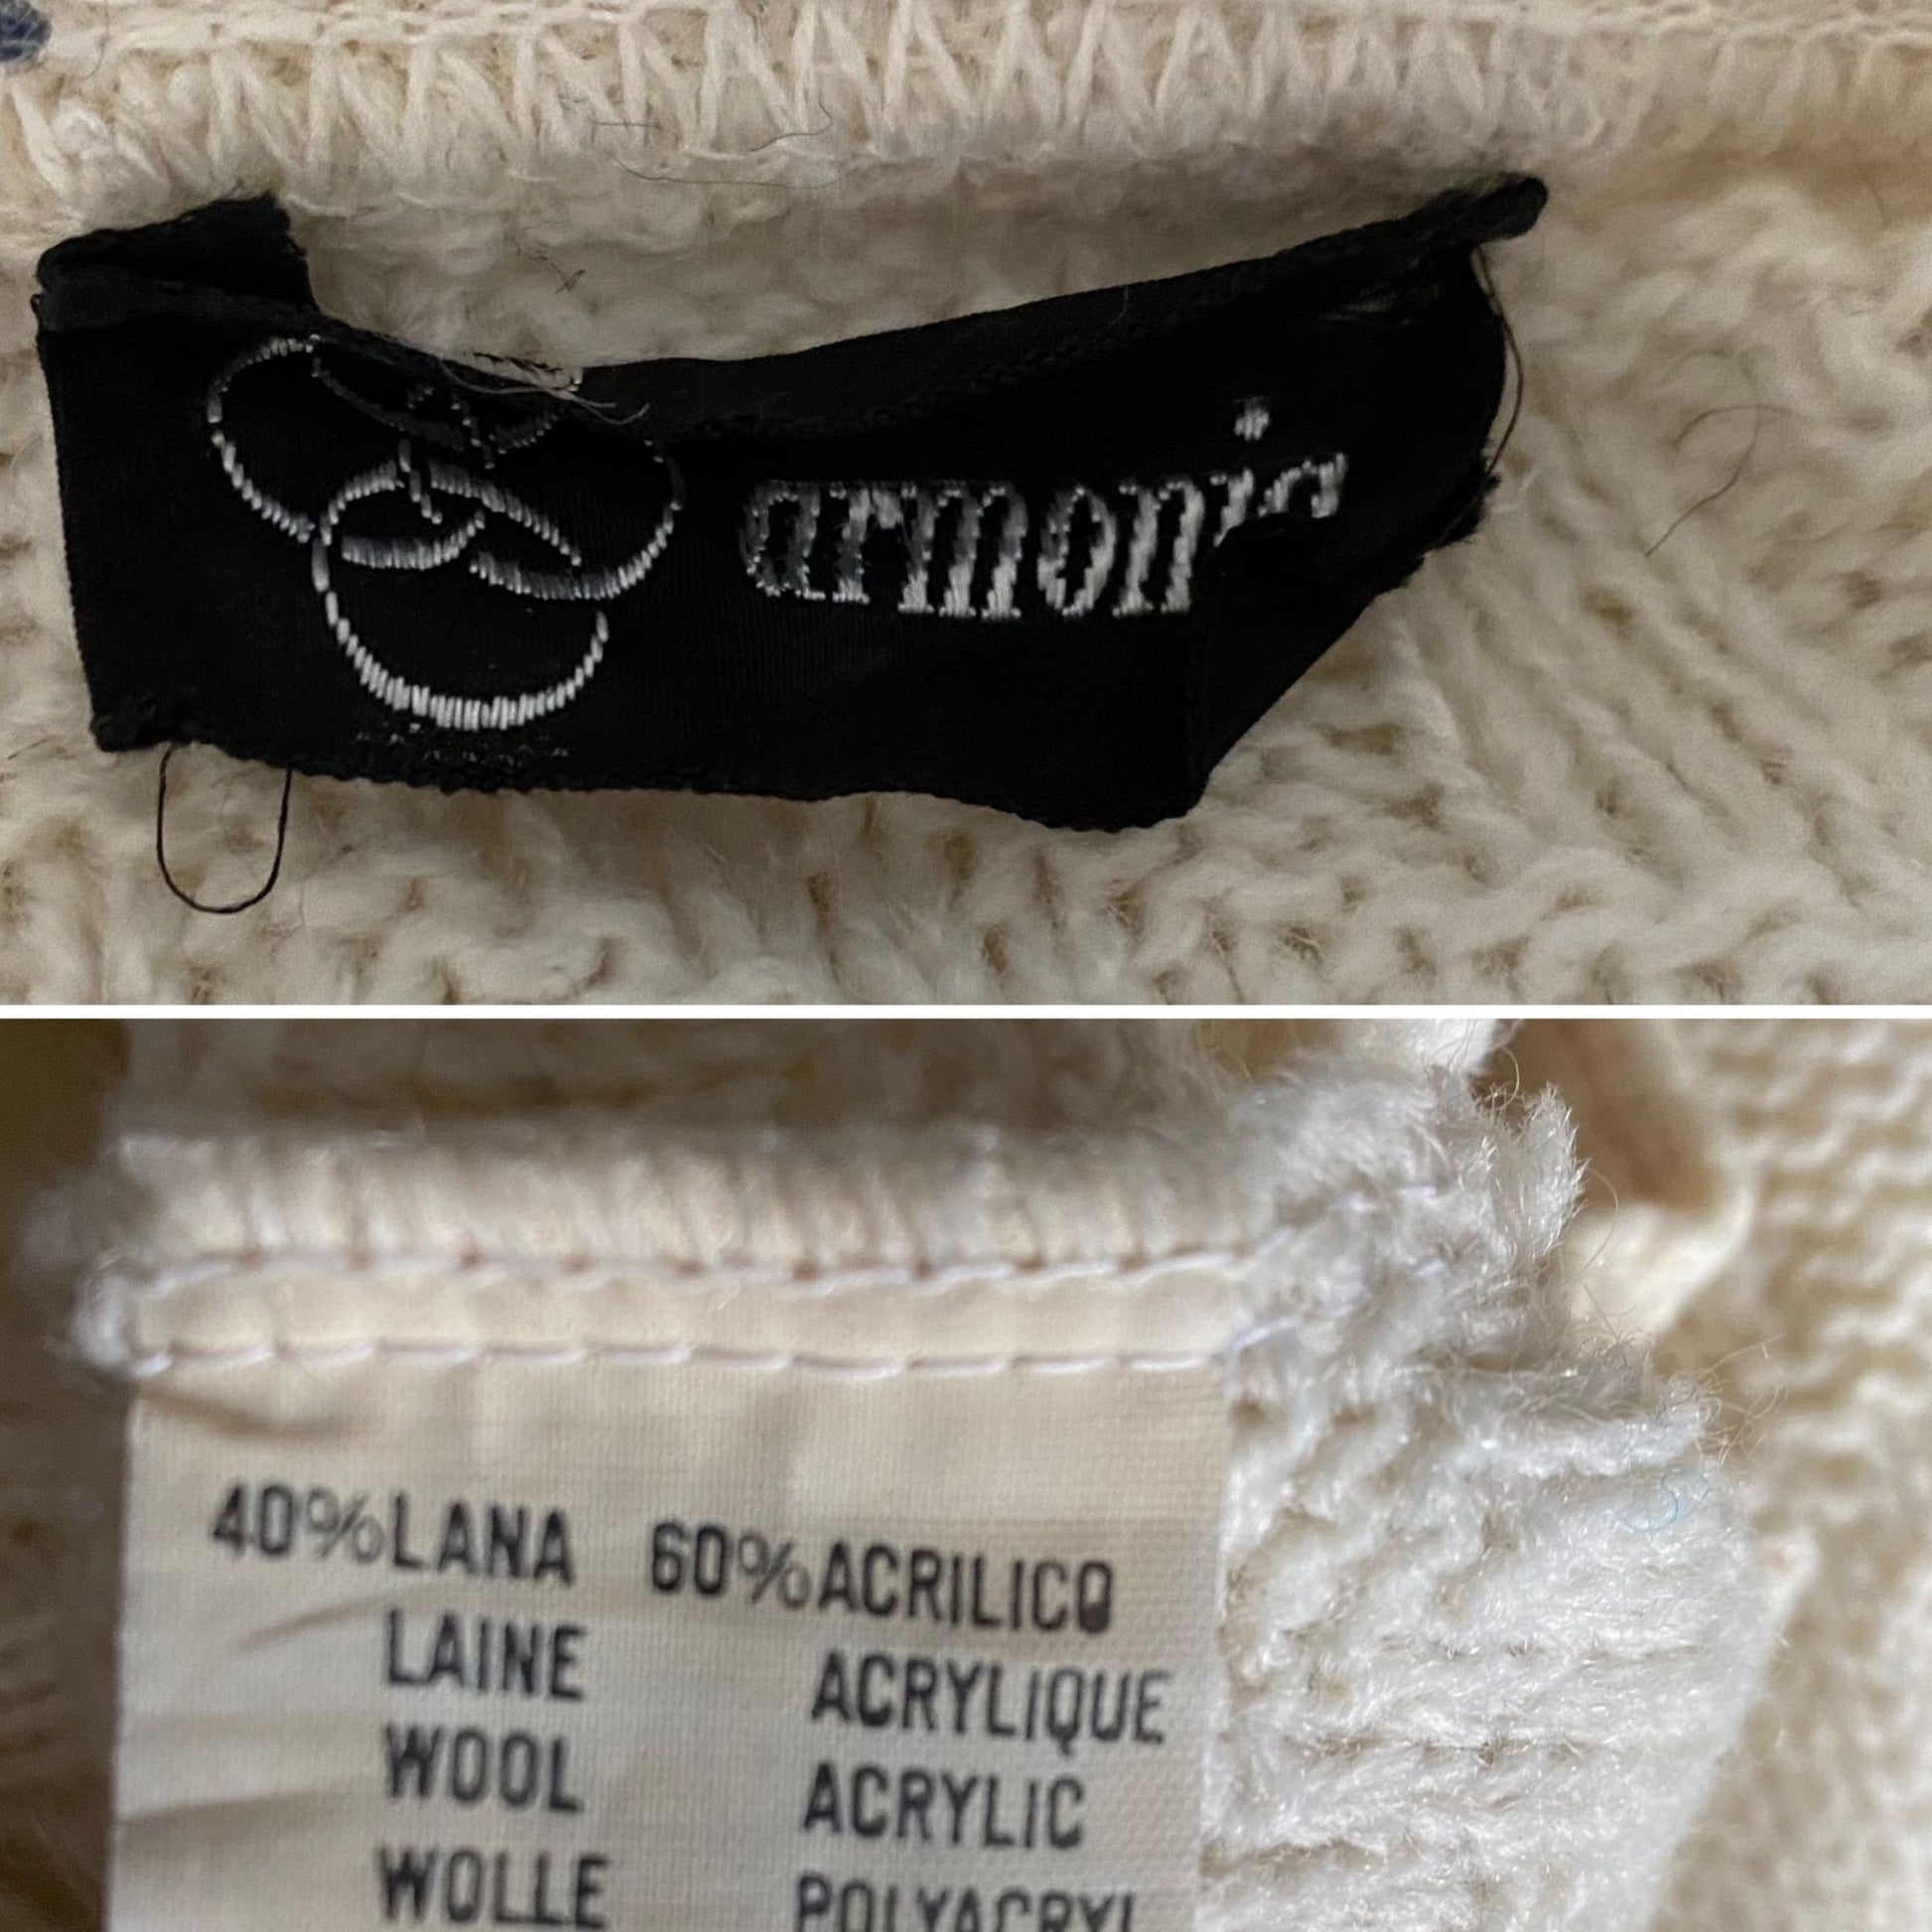 armonia
40%LANA 60%ACRILICO
LAINE ACRYLIQUE
WOOL ACRYLIC
WOLLE POLYACRYL